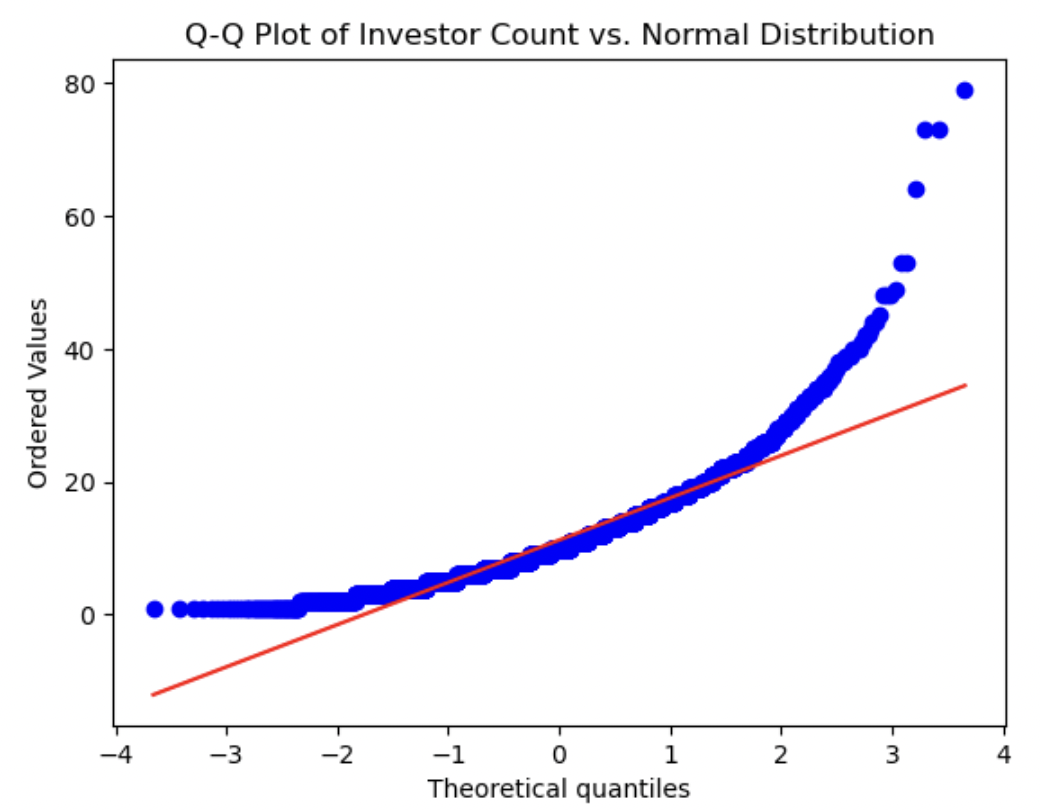 Q-Q Plot of Investor Count vs. Normal Distribution
Ordered Values
80
60
40
20
0
−4 −3 −2 −1 0 1 2 3 4
Theoretical quantiles